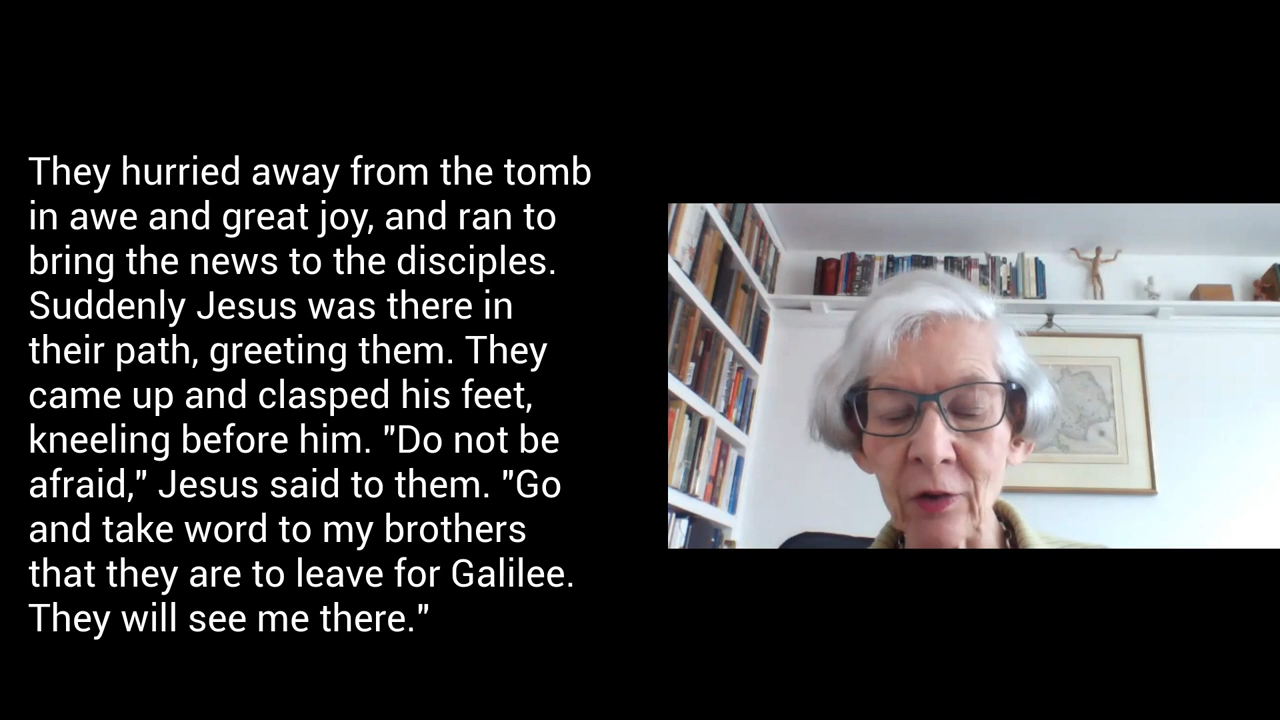 They hurried away from the tomb
in awe and great joy, and ran to
bring the news to the disciples.
Suddenly Jesus was there in
their path, greeting them. They
came up and clasped his feet,
kneeling before him. "Do not be
afraid," Jesus said to them. "Go
and take word to my brothers
that they are to leave for Galilee.
They will see me there."